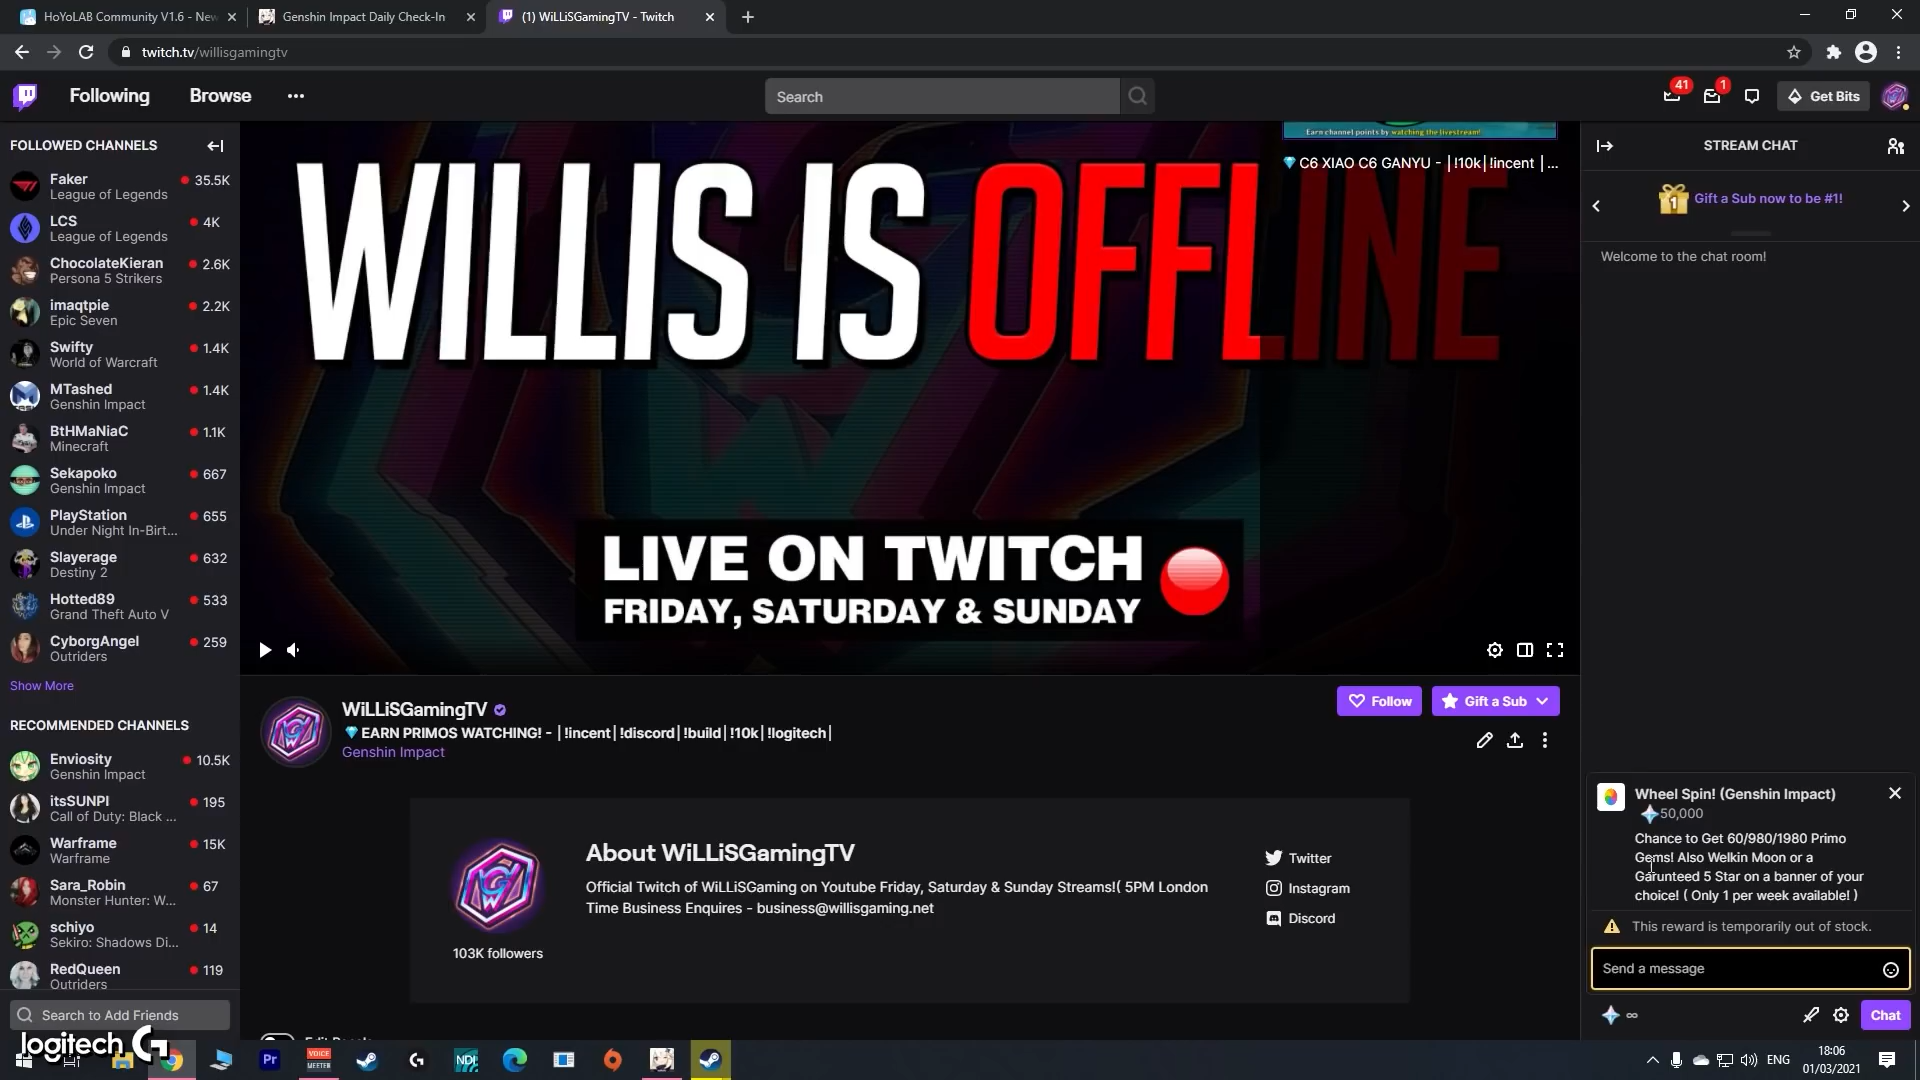 HoYoLAB Community V1.6 - New
Genshin Impact Daily Check-In
(1) WiLLiSGamingTV - Twitch
twitch.tv/willisgamingtv
Following
Browse
Search
41
1
Get Bits
FOLLOWED CHANNELS
Faker
35.5K
League of Legends
LCS
4K
League of Legends
ChocolateKieran
2.6K
Persona 5 Strikers
imaqtpie
2.2K
Epic Seven
Swifty
1.4K
World of Warcraft
MTashed
1.4K
Genshin Impact
BtHMaNiaC
1.1K
Minecraft
Sekapoko
667
Genshin Impact
PlayStation
655
Under Night In-Birt...
Slayerage
632
Destiny 2
Hotted89
533
Grand Theft Auto V
CyborgAngel
259
Outriders
Show More
RECOMMENDED CHANNELS
Enviosity
10.5K
Genshin Impact
itsSUNPI
195
Call of Duty: Black ...
Warframe
15K
Warframe
Sara_Robin
67
Monster Hunter: W...
schiyo
14
Sekiro: Shadows Di...
RedQueen
119
Outriders
Search to Add Friends
Earn channel points by watching the livestream!
C6 XIAO C6 GANYU - |!10k|!incent |...
WILLIS IS OFFLINE
LIVE ON TWITCH
FRIDAY, SATURDAY & SUNDAY
WiLLiSGamingTV
EARN PRIMOS WATCHING! - |!incent|!discord|!build|!10k|!logitech|
Genshin Impact
Follow
Gift a Sub
About WiLLiSGamingTV
Official Twitch of WiLLiSGaming on Youtube Friday, Saturday & Sunday Streams!( 5PM London
Time Business Enquires - business@willisgaming.net
103K followers
Twitter
Instagram
Discord
STREAM CHAT
1
Gift a Sub now to be #1!
Welcome to the chat room!
Wheel Spin! (Genshin Impact)
50,000
Chance to Get 60/980/1980 Primo
Gems! Also Welkin Moon or a
Garunteed 5 Star on a banner of your
choice! ( Only 1 per week available! )
This reward is temporarily out of stock.
Send a message
∞
Chat
logitech G
Pr
VOICE
MEETER
NDI
ENG
18:06
01/03/2021